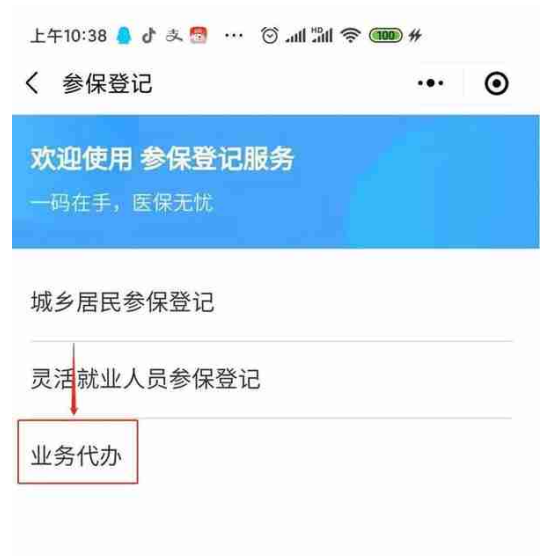 上午10:38
HD
100
参保登记
欢迎使用 参保登记服务
一码在手，医保无忧
城乡居民参保登记
灵活就业人员参保登记
业务代办